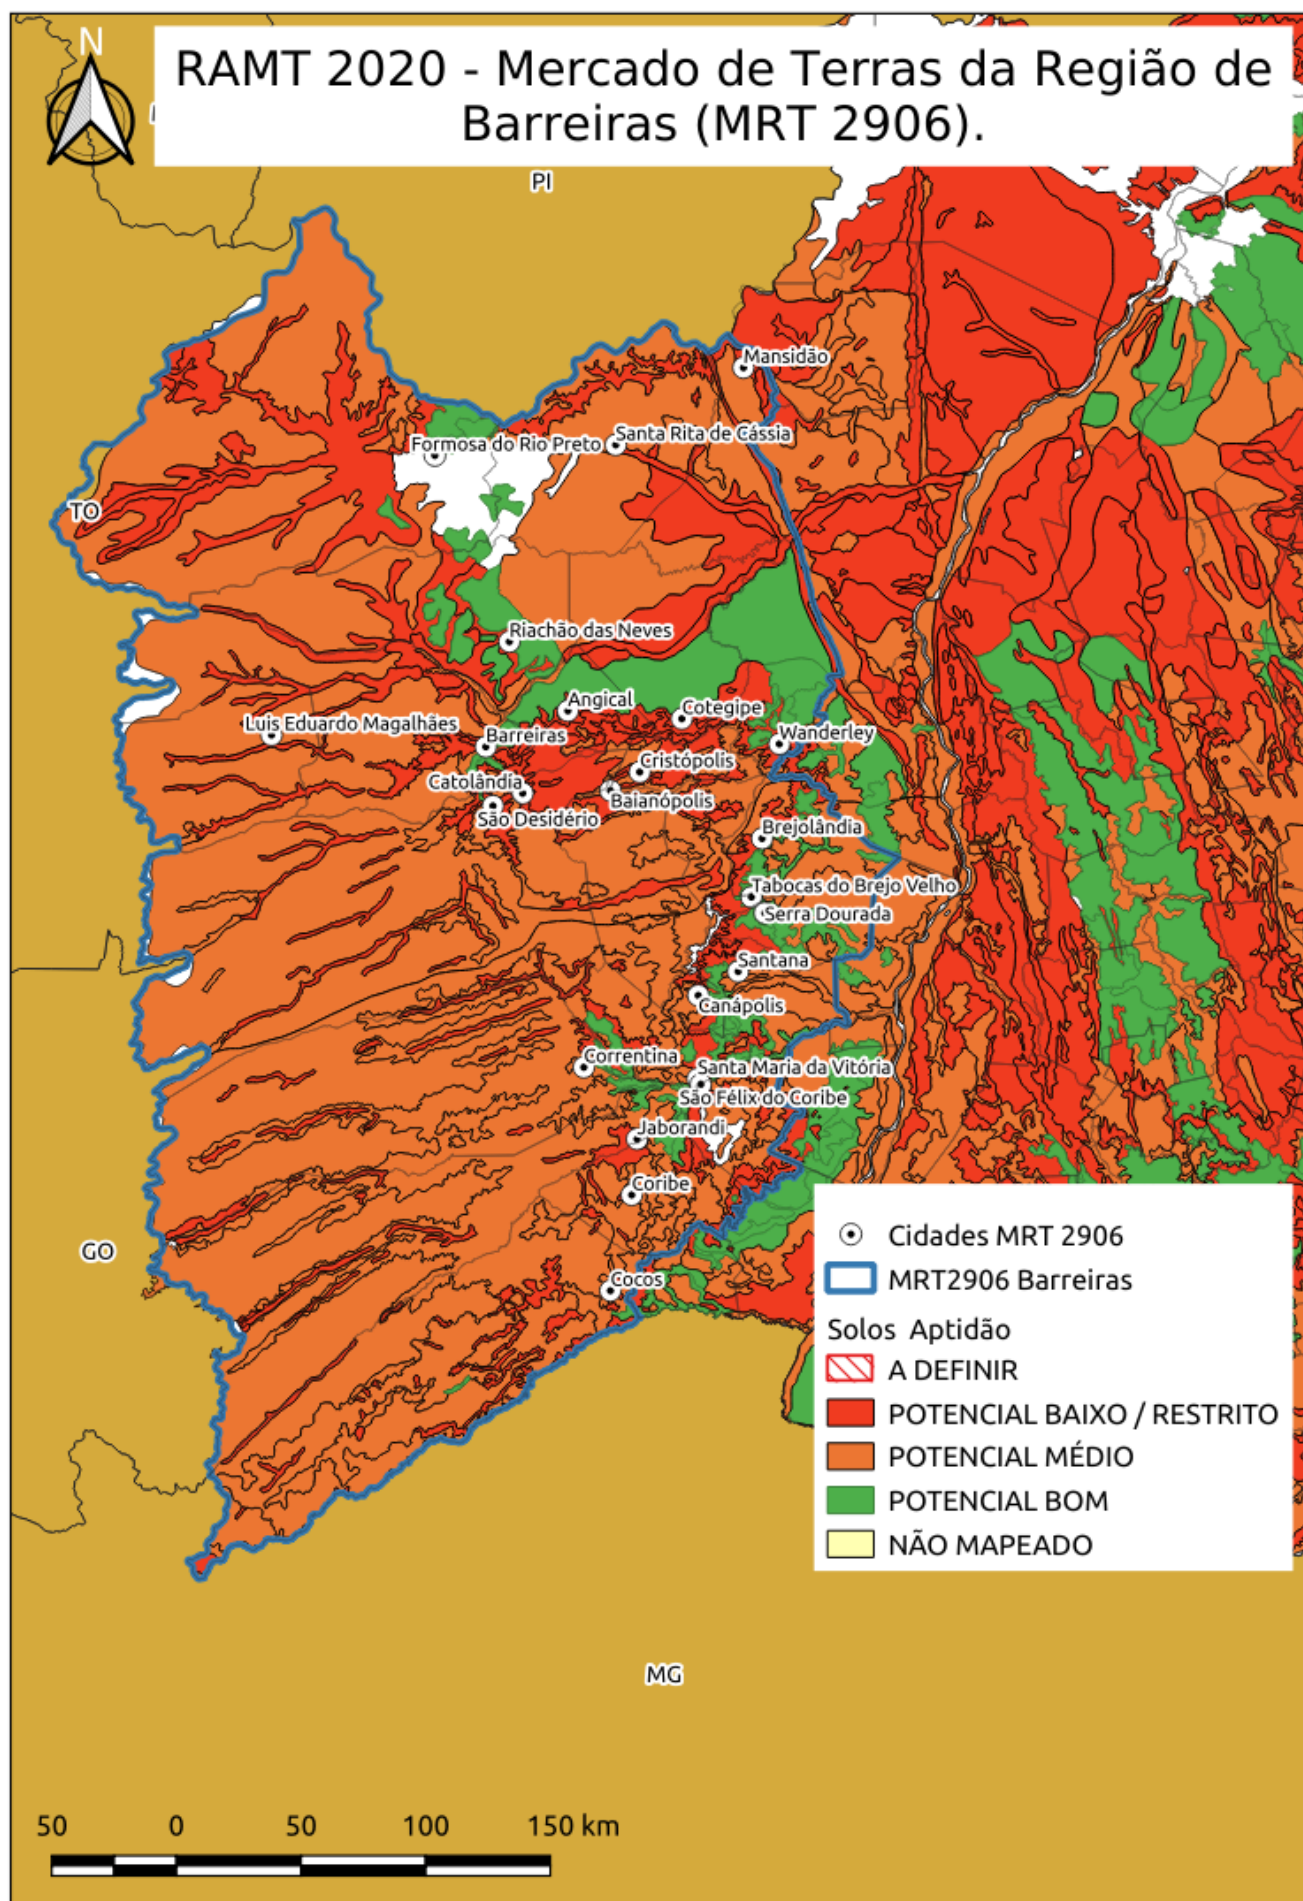 N
RAMT 2020 - Mercado de Terras da Região de
Barreiras (MRT 2906).
PI
Mansidão
Formosa do Rio Preto
Santa Rita de Cássia
TO
Riachão das Neves
Angical
Cotegipe
Luis Eduardo Magalhães
Barreiras
Wanderley
Cristópolis
Catolândia
Baianópolis
São Desidério
Brejolândia
Tabocas do Brejo Velho
Serra Dourada
Santana
Canápolis
Correntina
Santa Maria da Vitória
São Félix do Coribe
Jaborandi
Coribe
GO
Cocos
Cidades MRT 2906
MRT2906 Barreiras
Solos Aptidão
A DEFINIR
POTENCIAL BAIXO / RESTRITO
POTENCIAL MÉDIO
POTENCIAL BOM
NÃO MAPEADO
MG
50 0 50 100 150 km